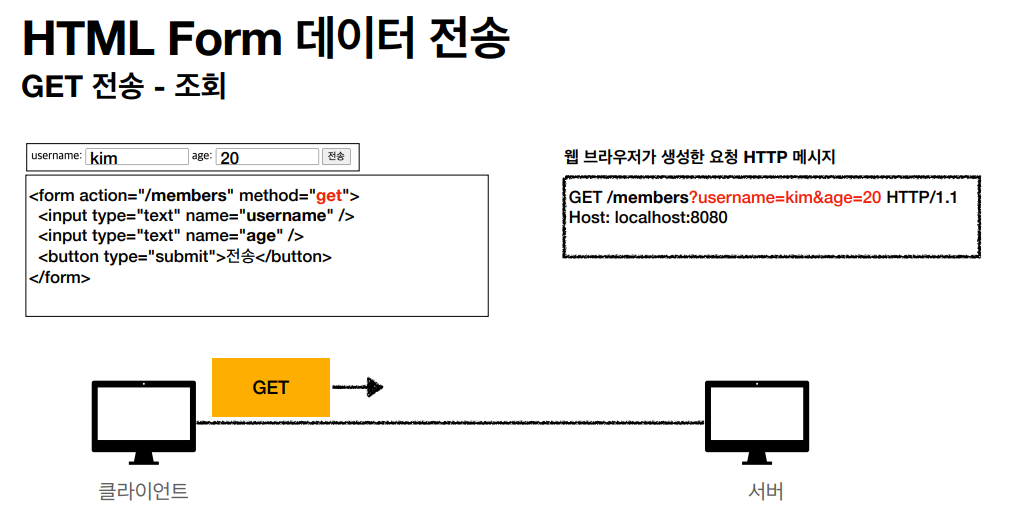 HTML Form 데이터 전송
GET 전송 - 조회
username: kim age: 20 전송
<form action="/members" method="get">
<input type="text" name="username" />
<input type="text" name="age" />
<button type="submit">전송</button>
</form>
웹 브라우저가 생성한 요청 HTTP 메시지
GET /members?username=kim&age=20 HTTP/1.1
Host: localhost:8080
GET
클라이언트
서버